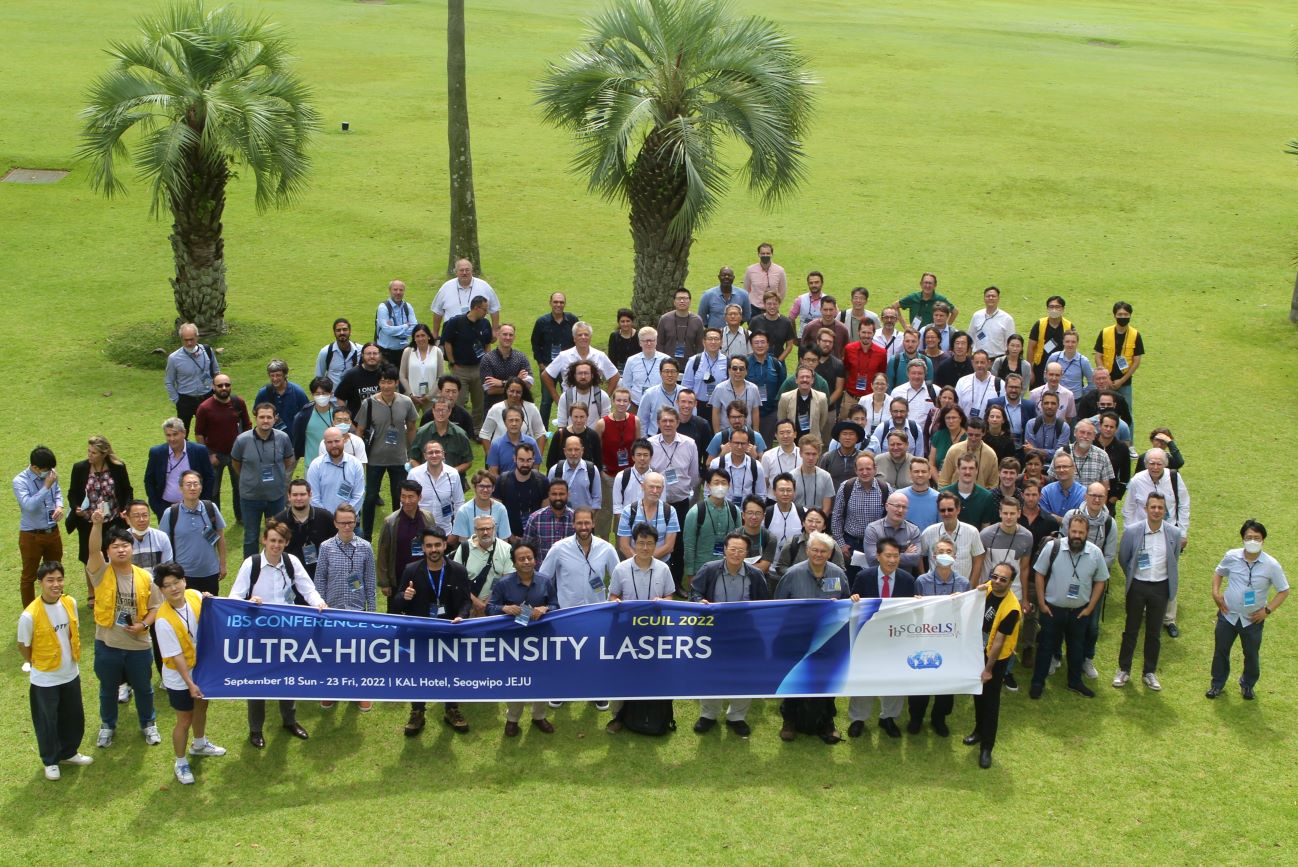 IBS CONFERENCE ON
ICUIL 2022
ULTRA-HIGH INTENSITY LASERS
September 18 Sun - 23 Fri, 2022 | KAL Hotel, Seogwipo JEJU
ibS CoReLS
I ONLY